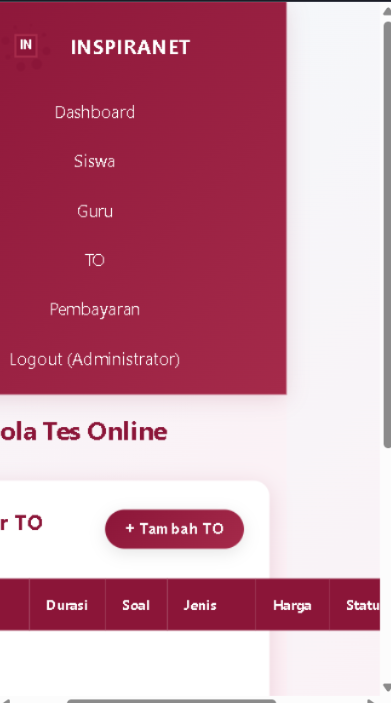 IN INSPIRANET
Dashboard
Siswa
Guru
TO
Pembayaran
Logout (Administrator)
ola Tes Online
r TO
+ Tambah TO
Durasi Soal Jenis Harga Statu